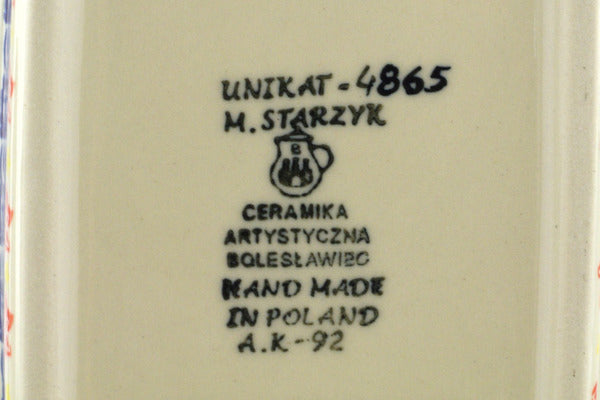 UNIKAT - 4865
M. STARZYK
B
CERAMIKA
ARTYSTYCZNA
BOLESŁAWIEC
HAND MADE
IN POLAND
A.K-92